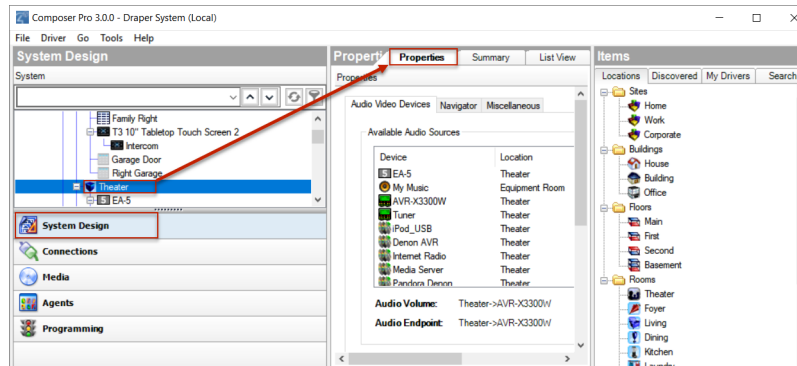 Composer Pro 3.0.0 - Draper System (Local)
File Driver Go Tools Help
System Design
System
Family Right
T3 10" Tabletop Touch Screen 2
Intercom
Garage Door
Right Garage
Theater
EA-5
System Design
Connections
Media
Agents
Programming
Properti
Properties Summary List View
Properties
Audio Video Devices Navigator Miscellaneous
Available Audio Sources
Device Location
EA-5 Theater
My Music Equipment Room
AVR-X3300W Theater
Tuner Theater
iPod_USB Theater
Denon AVR Theater
Internet Radio Theater
Media Server Theater
Pandora Denon Theater
Audio Volume: Theater->AVR-X3300W
Audio Endpoint: Theater->AVR-X3300W
Items
Locations Discovered My Drivers Search
Sites
Home
Work
Corporate
Buildings
House
Building
Office
Floors
Main
First
Second
Basement
Rooms
Theater
Foyer
Living
Dining
Kitchen
Laundry